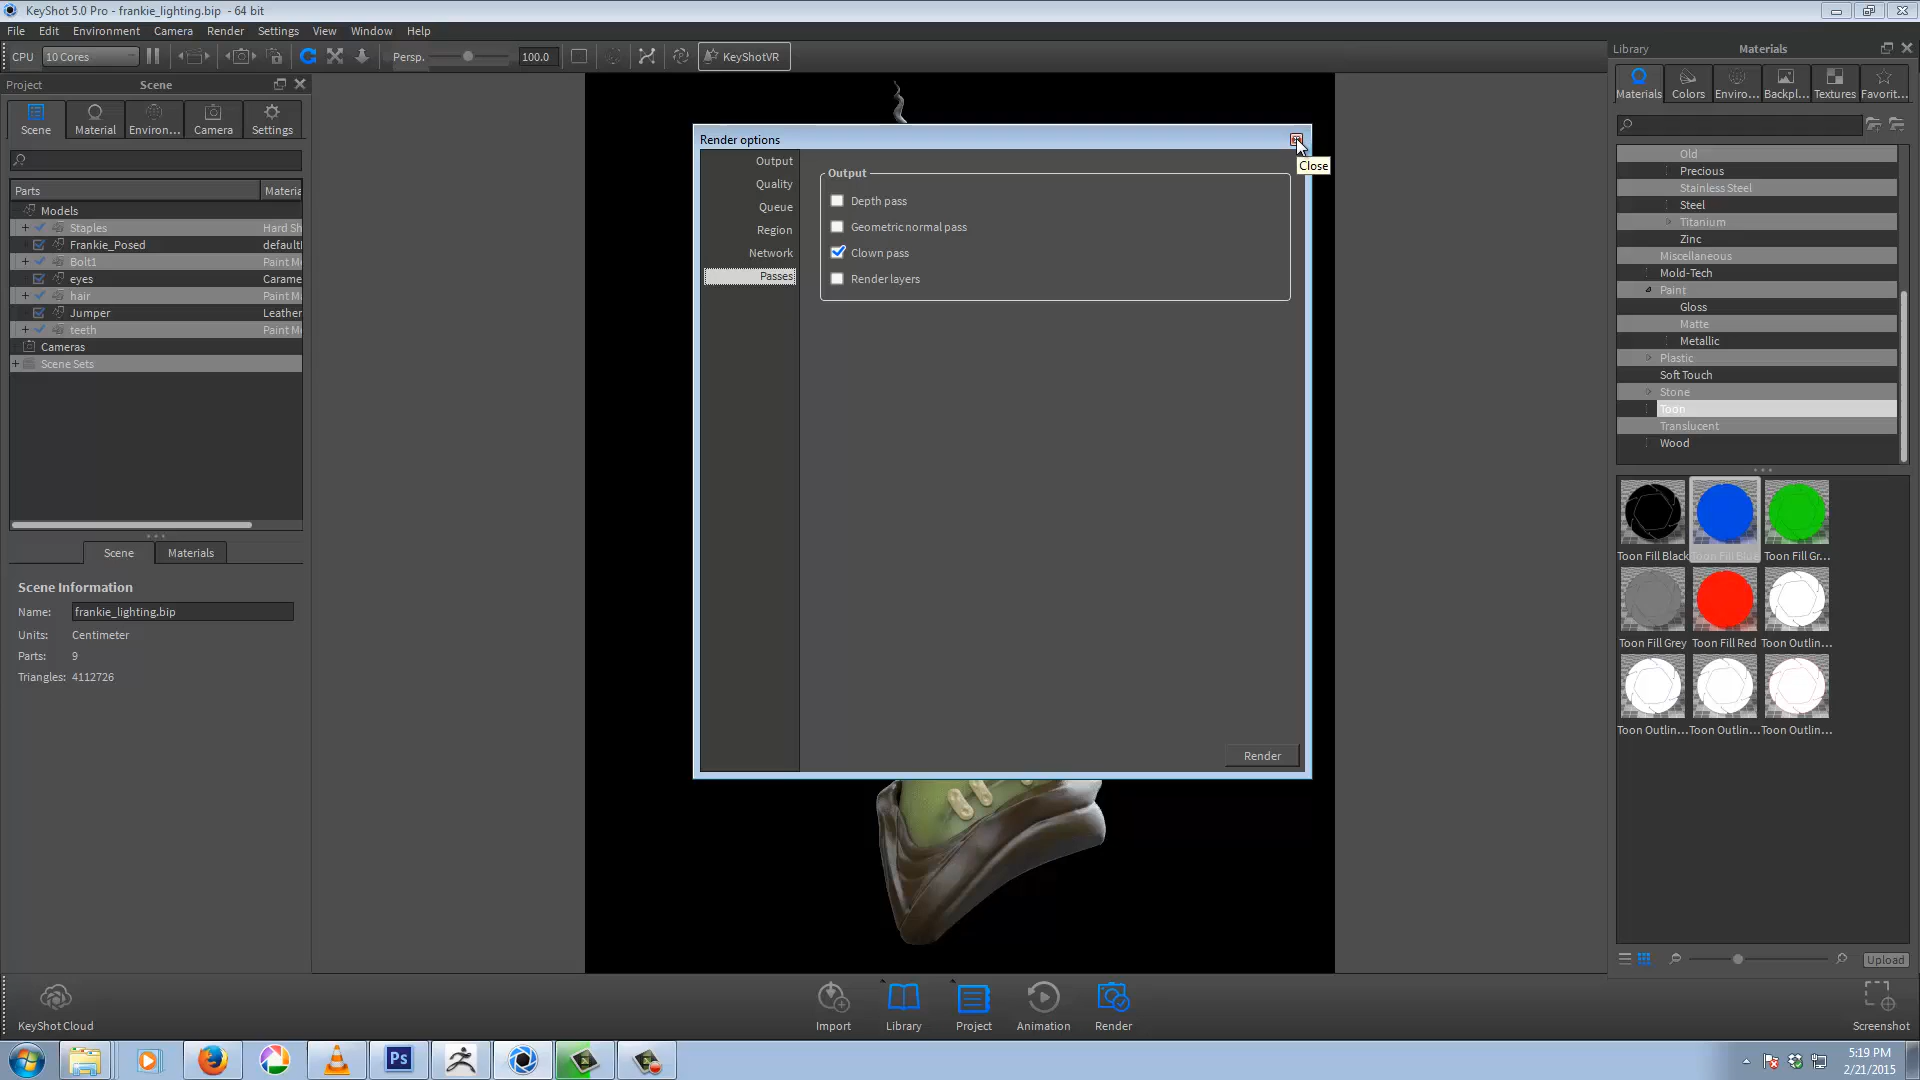 KeyShot 5.0 Pro - frankie_lighting.bip - 64 bit
File Edit Environment Camera Render Settings View Window Help
CPU 10 Cores Persp. 100.0 KeyShotVR
Project Scene
Scene Material Environ... Camera Settings
Parts Materia
Models
Staples Hard Sh
Frankie_Posed default
Bolt1 Paint M
eyes Carame
hair Paint M
Jumper Leather
teeth Paint M
Cameras
Scene Sets
Scene Materials
Scene Information
Name: frankie_lighting.bip
Units: Centimeter
Parts: 9
Triangles: 4112726
Render options
Close
Output
Quality
Queue
Region
Network
Passes
Output
Depth pass
Geometric normal pass
Clown pass
Render layers
Render
Library Materials
Materials Colors Enviro... Backpl... Textures Favorit...
Old
Precious
Stainless Steel
Steel
Titanium
Zinc
Miscellaneous
Mold-Tech
Paint
Gloss
Matte
Metallic
Plastic
Soft Touch
Stone
Toon
Translucent
Wood
Toon Fill Black Toon Fill Blue Toon Fill Gr...
Toon Fill Grey Toon Fill Red Toon Outlin...
Toon Outlin... Toon Outlin... Toon Outlin...
Upload
KeyShot Cloud Import Library Project Animation Render Screenshot
Ps
5:19 PM
2/21/2015